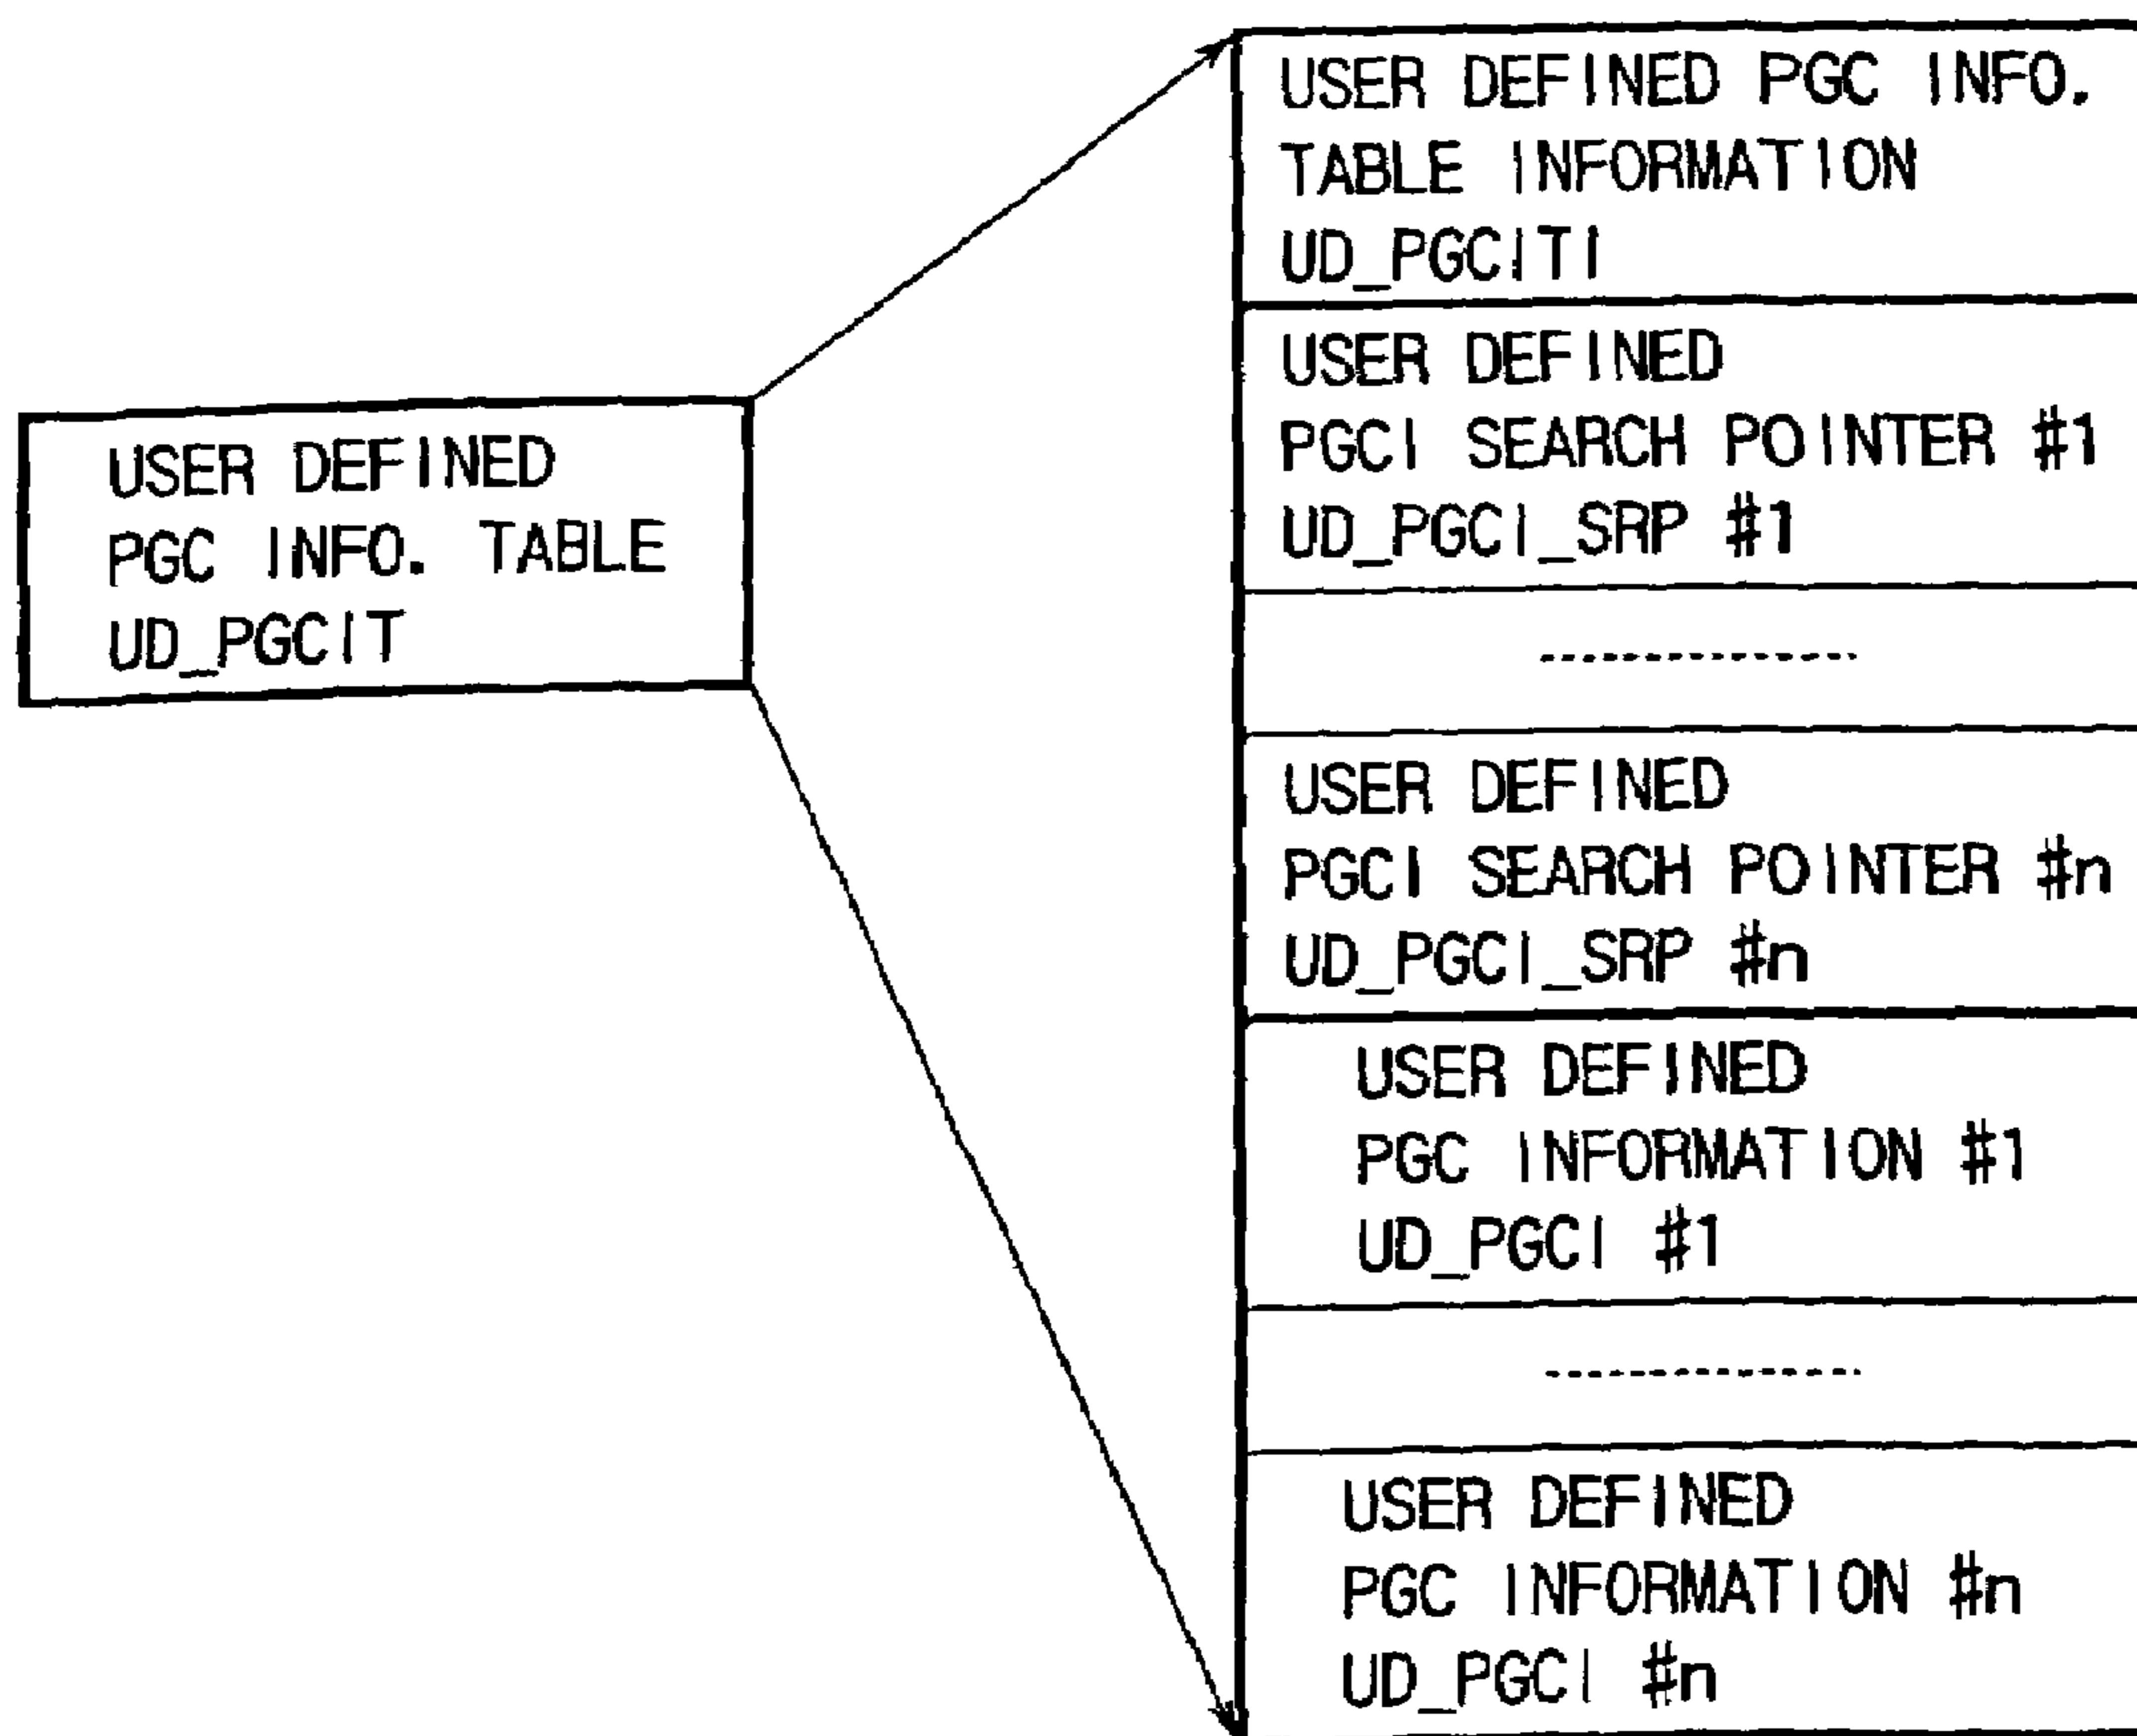 USER DEFINED
PGC INFO. TABLE
UD_PGCIT
USER DEFINED PGC INFO.
TABLE INFORMATION
UD_PGCITI
USER DEFINED
PGCI SEARCH POINTER #1
UD_PGCI_SRP #1
---------------
USER DEFINED
PGCI SEARCH POINTER #n
UD_PGCI_SRP #n
USER DEFINED
PGC INFORMATION #1
UD_PGCI #1
---------------
USER DEFINED
PGC INFORMATION #n
UD_PGCI #n